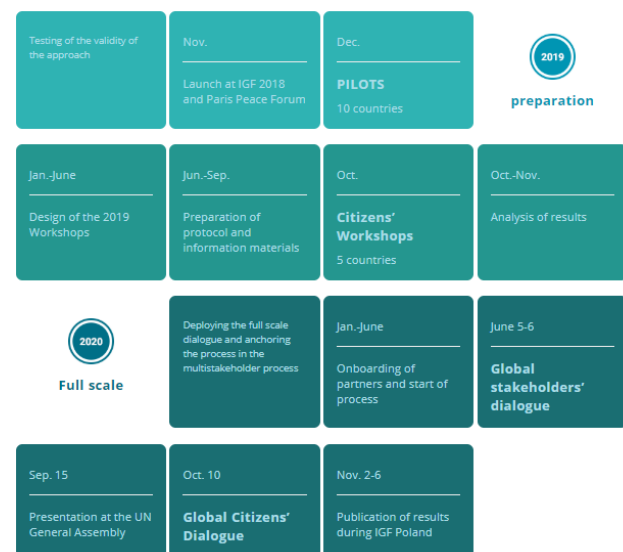 Testing of the validity of
the approach
Nov.
Launch at IGF 2018
and Paris Peace Forum
Dec.
PILOTS
10 countries
2019
preparation
Jan.-June
Design of the 2019
Workshops
Jun.-Sep.
Preparation of
protocol and
information materials
Oct.
Citizens’
Workshops
5 countries
Oct.-Nov.
Analysis of results
2020
Full scale
Deploying the full scale
dialogue and anchoring
the process in the
multistakeholder process
Jan.-June
Onboarding of
partners and start of
process
June 5-6
Global
stakeholders’
dialogue
Sep. 15
Presentation at the UN
General Assembly
Oct. 10
Global Citizens’
Dialogue
Nov. 2-6
Publication of results
during IGF Poland